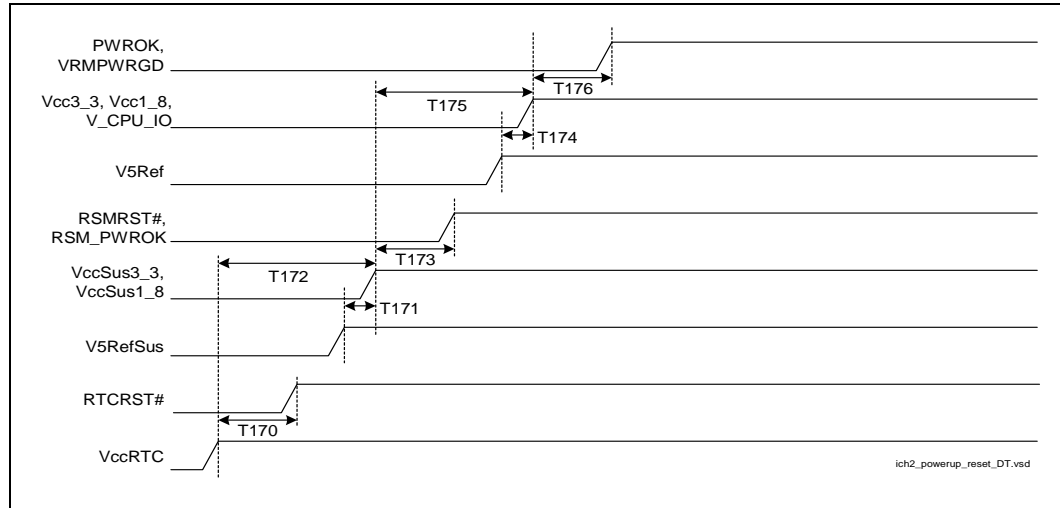 PWROK,
VRMPWRGD
T176
Vcc3_3, Vcc1_8,
V_CPU_IO
T175
T174
V5Ref
RSMRST#,
RSM_PWROK
T173
VccSus3_3,
VccSus1_8
T172
T171
V5RefSus
RTCRST#
T170
VccRTC
ich2_powerup_reset_DT.vsd